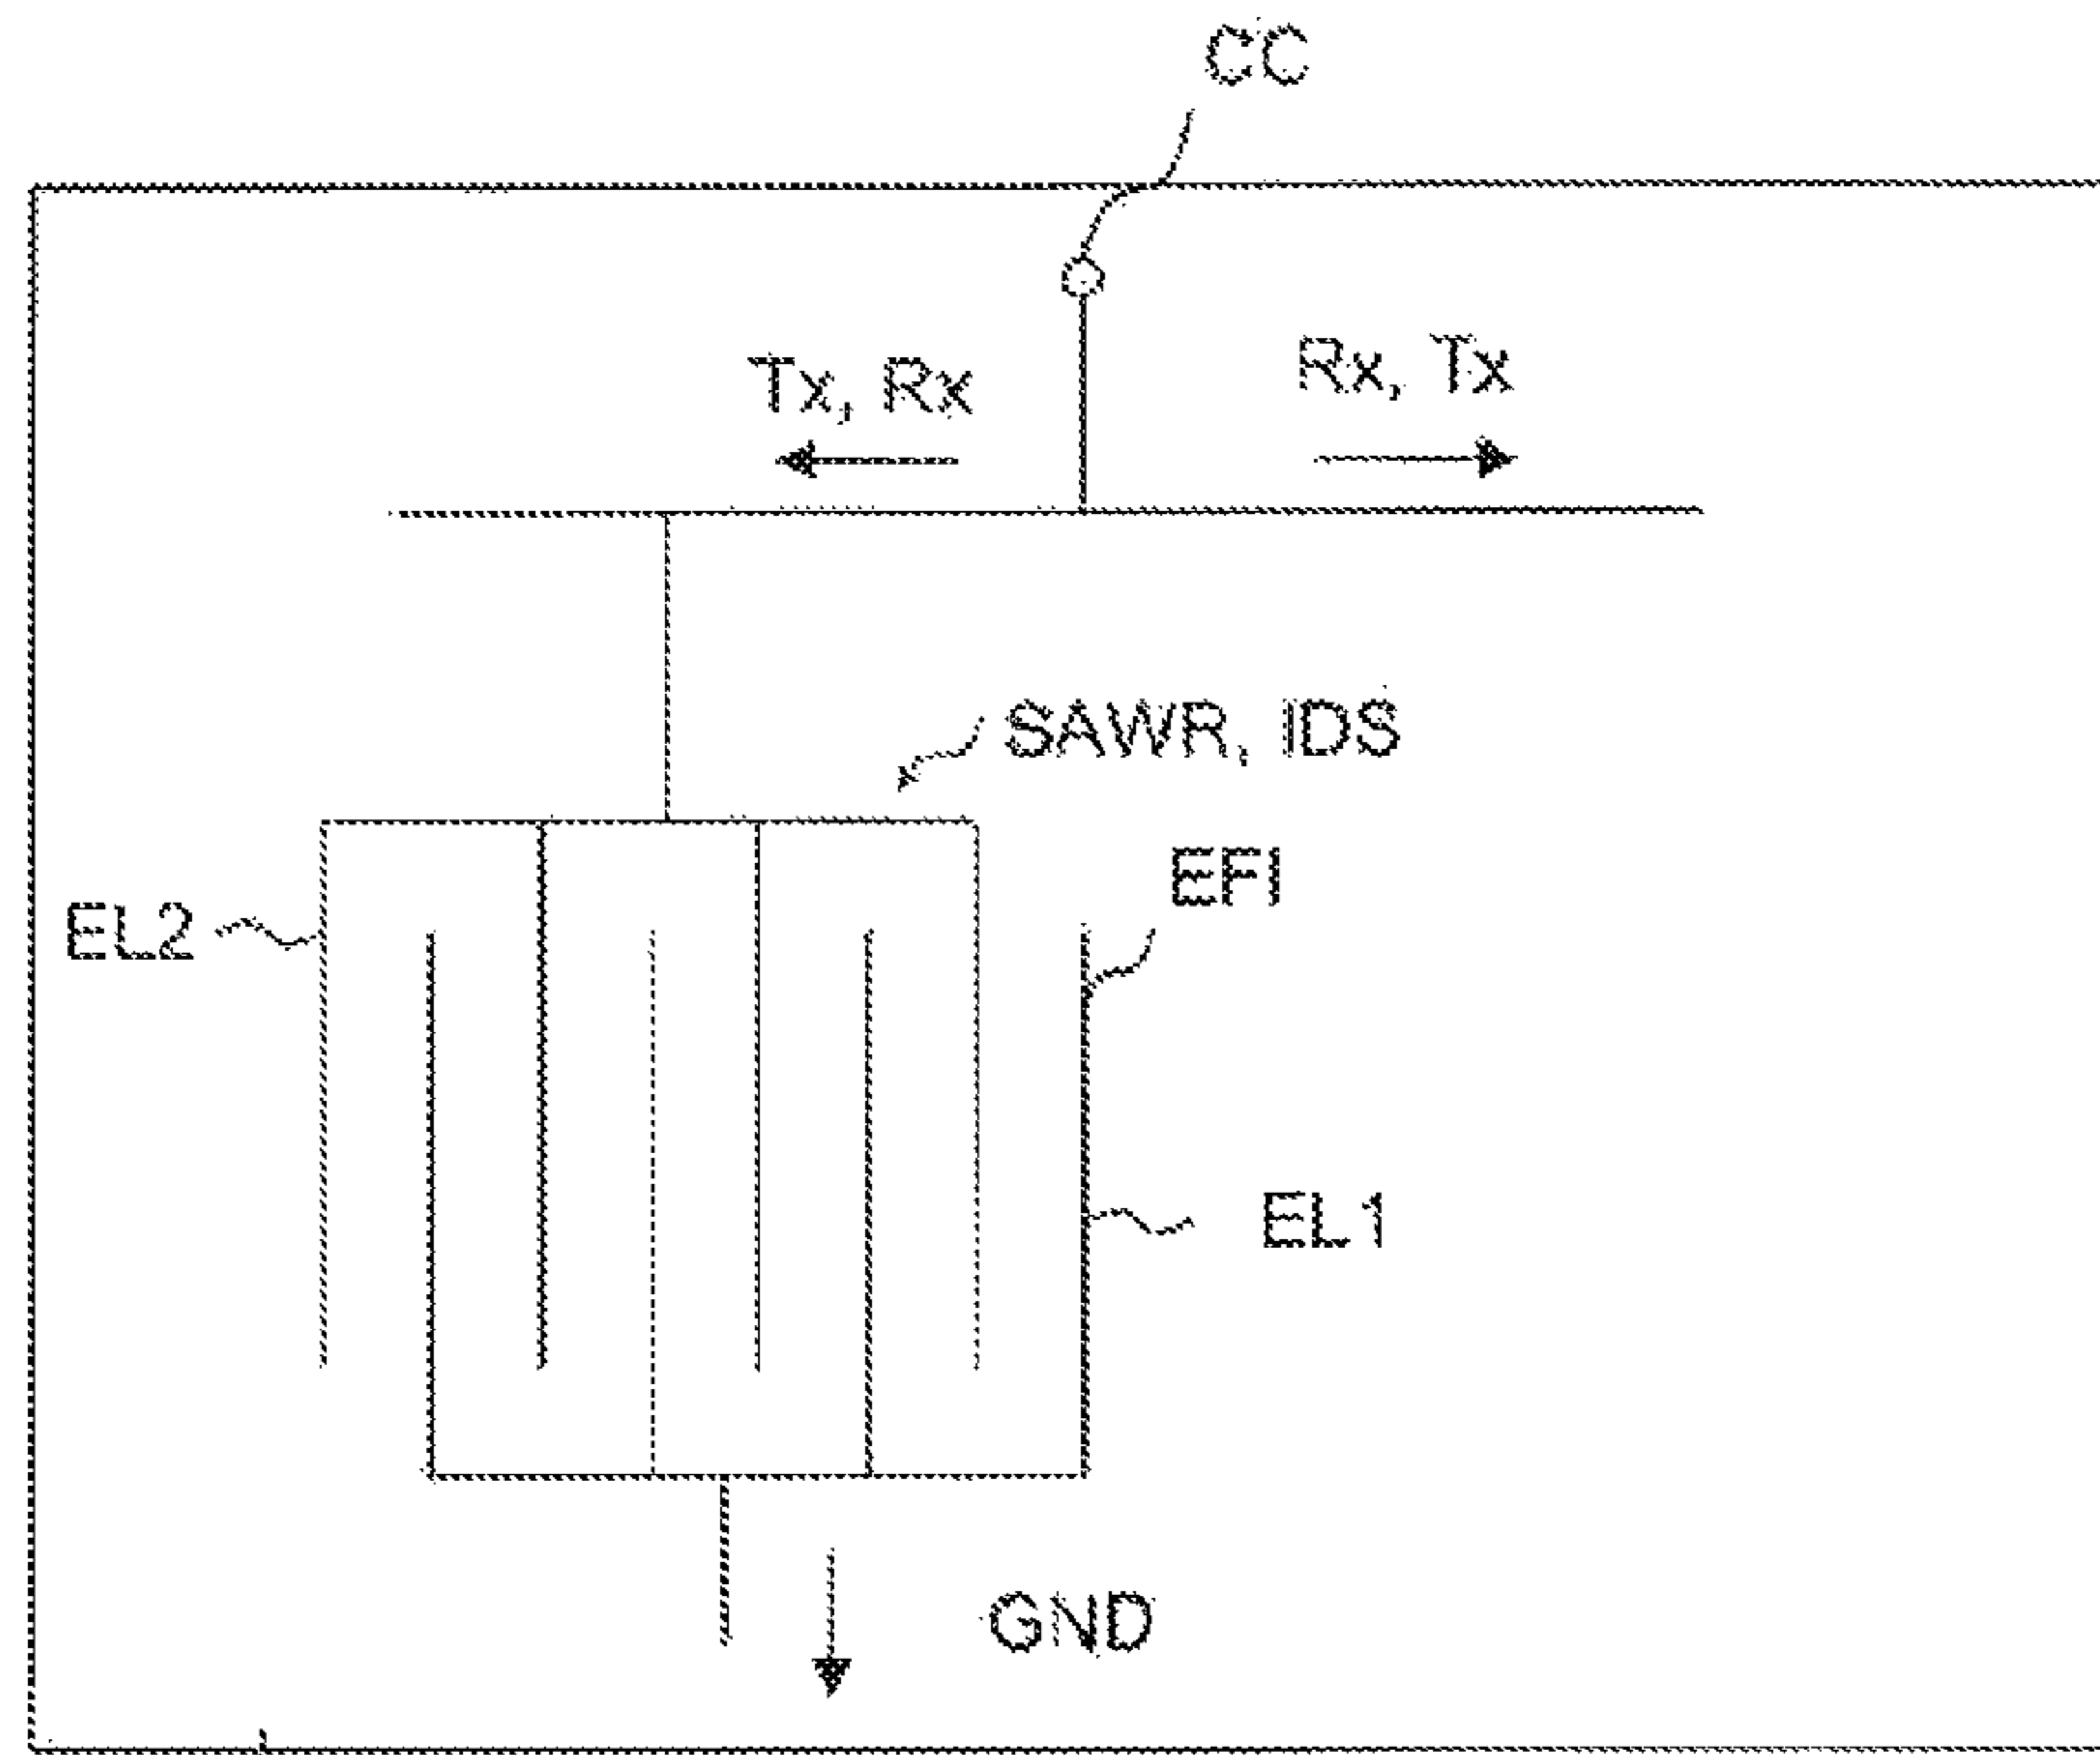 CC
Tx, Rx
Rx, Tx
SAWR, IDS
EFI
EL2
EL1
GND